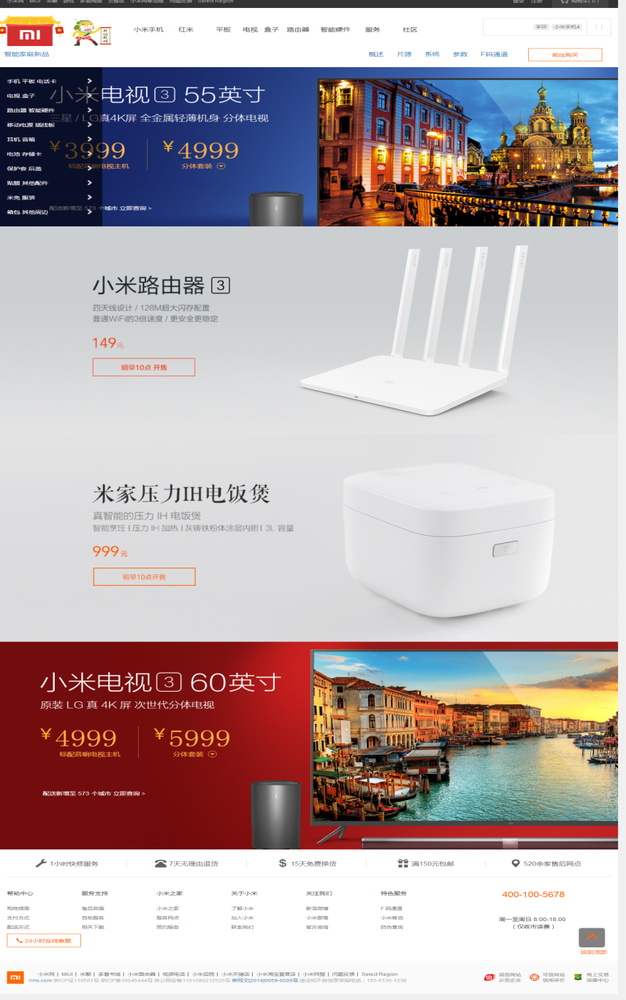 小米网 MIUI 米聊 游戏 多看阅读 云服务 小米网移动版 问题反馈 Select Region
登录 注册 购物车( 0 )
小米手机 红米 平板 电视 · 盒子 路由器 智能硬件 服务 社区
手环 小米手机4
智能家庭新品
概述 片源 系统 参数 F码通道 前往购买
手机 平板 电话卡
电视 盒子
路由器 智能硬件
移动电源 插线板
耳机 音箱
电池 存储卡
保护套 后盖
贴膜 其他配件
米兔 服装
箱包 其他周边
小米电视 3 55英寸
三星 / LG真4K屏 全金属轻薄机身 分体电视
¥3999 ¥4999
标配音响电视主机 分体套装
配送新增至 573 个城市 立即查询 >
小米路由器 3
四天线设计 / 128M超大闪存配置
普通WiFi的3倍速度 / 更安全更稳定
149元
明早10点 开售
米家压力IH电饭煲
真智能的压力 IH 电饭煲
智能烹饪 | 压力 IH 加热 | 灰铸铁粉体涂层内胆 | 3L 容量
999元
明早10点开售
小米电视 3 60英寸
原装 LG 真 4K 屏 次世代分体电视
¥4999 ¥5999
标配音响电视主机 分体套装
配送新增至 573 个城市 立即查询 >
1小时快修服务 7天无理由退货 15天免费换货 满150元包邮 520余家售后网点
帮助中心 服务支持 小米之家 关于小米 关注我们 特色服务
400-100-5678
购物指南 售后政策 小米之家 了解小米 新浪微博 F 码通道
支付方式 自助服务 服务网点 加入小米 小米部落 小米移动
配送方式 相关下载 预约服务 联系我们 官方微信 防伪查询
周一至周日 8:00-18:00
(仅收市话费)
24小时在线客服
回到顶部
小米网 | MIUI | 米聊 | 多看书城 | 小米路由器 | 视频电话 | 小米后院 | 小米天猫店 | 小米淘宝直营店 | 小米网盟 | 问题反馈 | Select Region
©mi.com 京ICP证110507号 京ICP备10046444号 京公网安备1101080212535号 京网文[2014]0059-0009号 违法和不良信息举报电话：185-0130-1238
诚信网站 示范企业
可信网站 信用评价
网上交易 保障中心